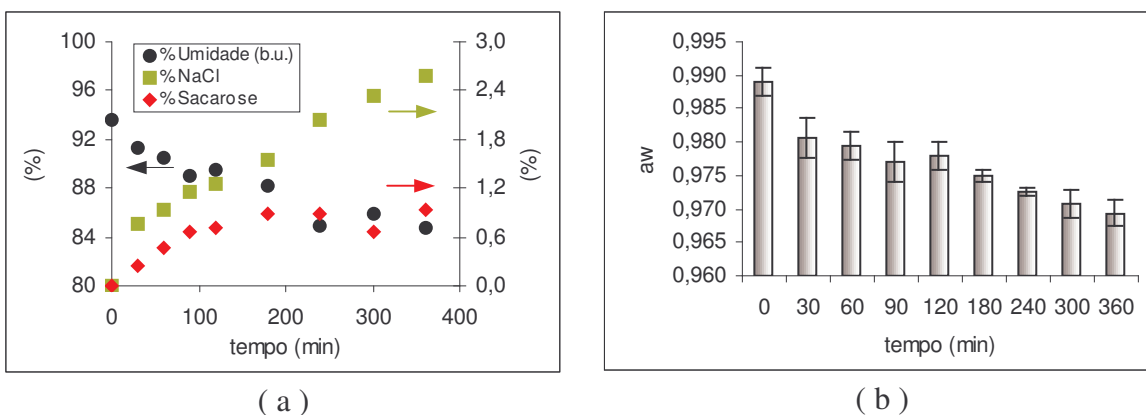 100
96
92
88
84
80
(%)
%Umidade (b.u.)
%NaCl
%Sacarose
3,0
2,4
1,8
1,2
0,6
0,0
(%)
0 100 200 300 400
tempo (min)
( a )
0,995
0,990
0,985
0,980
0,975
0,970
0,965
0,960
aw
0 30 60 90 120 180 240 300 360
tempo (min)
( b )